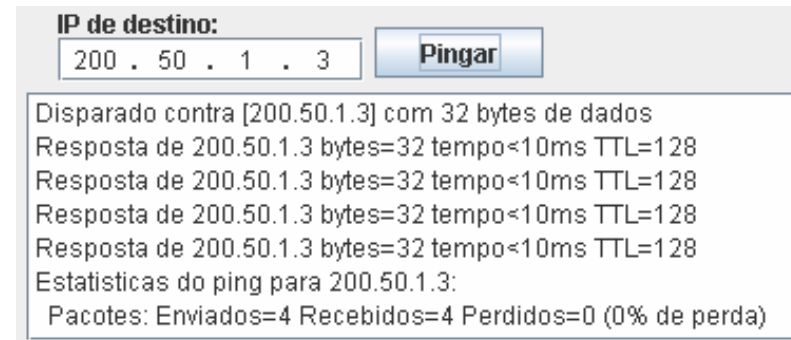 IP de destino:
200 . 50 . 1 . 3 Pingar
Disparado contra [200.50.1.3] com 32 bytes de dados
Resposta de 200.50.1.3 bytes=32 tempo<10ms TTL=128
Resposta de 200.50.1.3 bytes=32 tempo<10ms TTL=128
Resposta de 200.50.1.3 bytes=32 tempo<10ms TTL=128
Resposta de 200.50.1.3 bytes=32 tempo<10ms TTL=128
Estatisticas do ping para 200.50.1.3:
Pacotes: Enviados=4 Recebidos=4 Perdidos=0 (0% de perda)